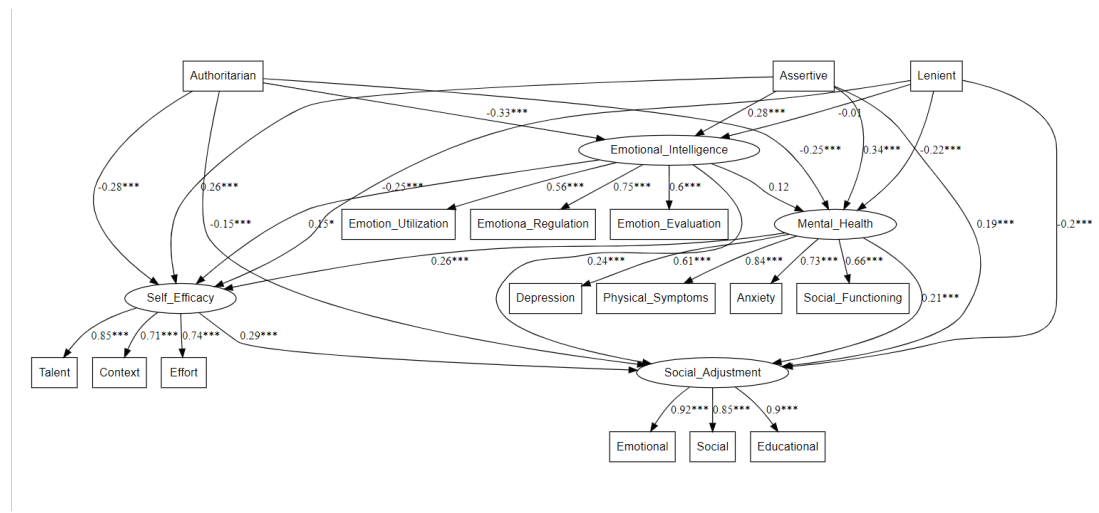 Authoritarian
Assertive
Lenient
-0.33***
0.28***
-0.01
Emotional_Intelligence
-0.25***
0.34***
-0.22***
-0.28***
0.26***
-0.25***
0.56***
0.75***
0.6***
0.12
-0.15***
0.15*
Emotion_Utilization
Emotiona_Regulation
Emotion_Evaluation
Mental_Health
0.19***
-0.2***
0.26***
0.24***
0.61***
0.84***
0.73***
0.66***
Self_Efficacy
Depression
Physical_Symptoms
Anxiety
Social_Functioning
0.21***
0.85***
0.71***
0.74***
0.29***
Talent
Context
Effort
Social_Adjustment
0.92***
0.85***
0.9***
Emotional
Social
Educational